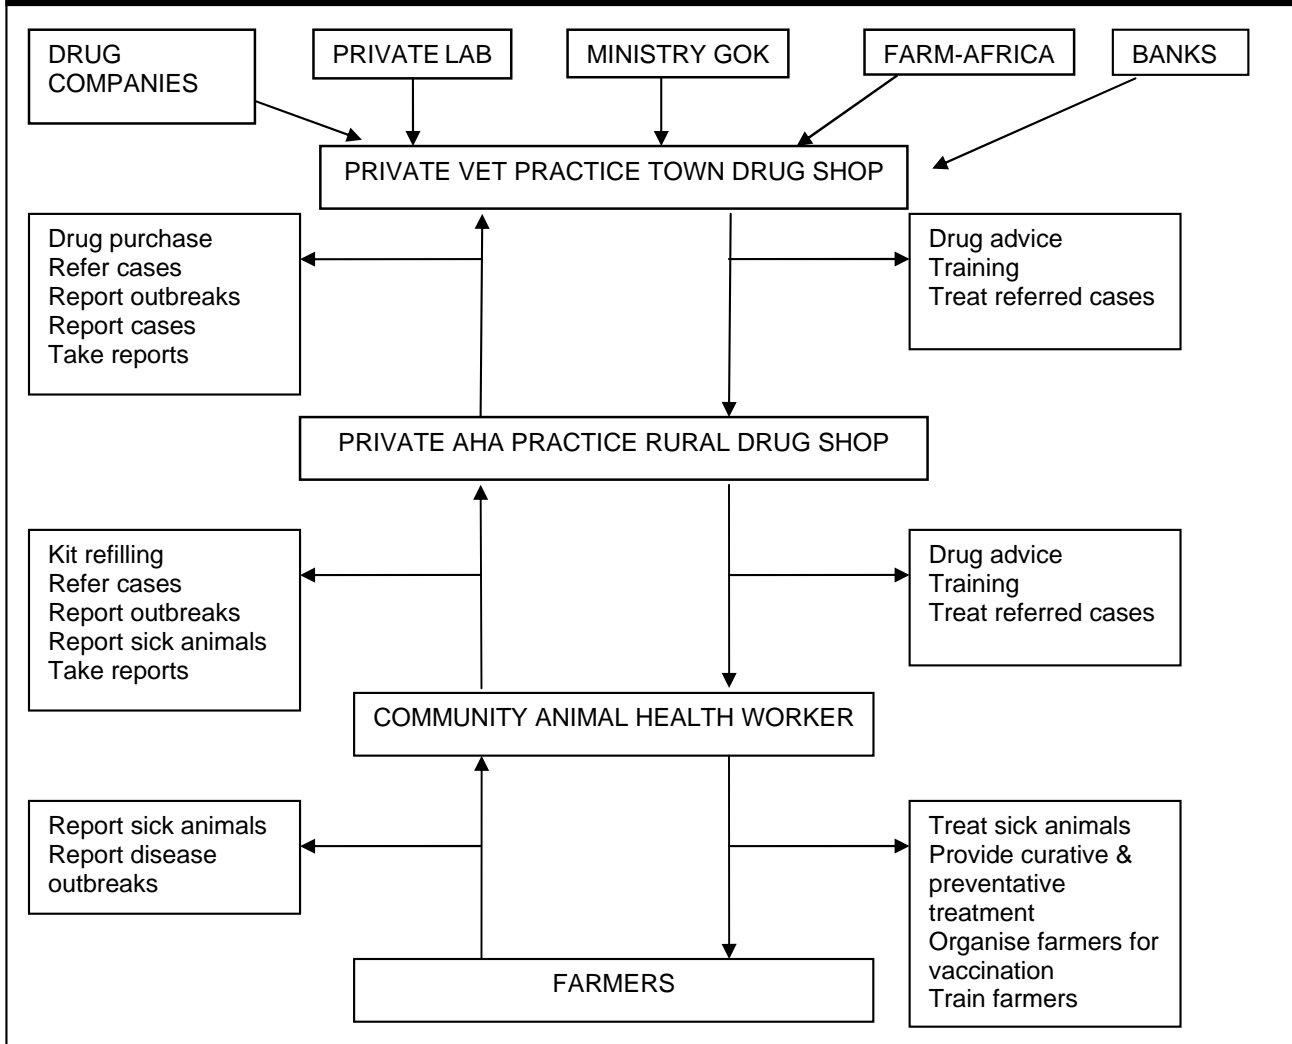 DRUG
COMPANIES
PRIVATE LAB
MINISTRY GOK
FARM-AFRICA
BANKS
PRIVATE VET PRACTICE TOWN DRUG SHOP
Drug purchase
Refer cases
Report outbreaks
Report cases
Take reports
Drug advice
Training
Treat referred cases
PRIVATE AHA PRACTICE RURAL DRUG SHOP
Kit refilling
Refer cases
Report outbreaks
Report sick animals
Take reports
Drug advice
Training
Treat referred cases
COMMUNITY ANIMAL HEALTH WORKER
Report sick animals
Report disease
outbreaks
Treat sick animals
Provide curative &
preventative
treatment
Organise farmers for
vaccination
Train farmers
FARMERS